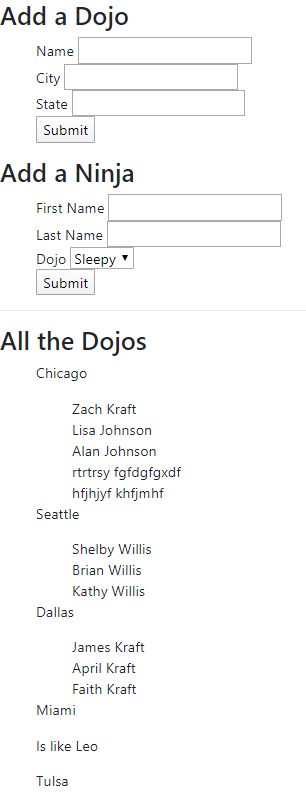 Add a Dojo
Name
City
State
Submit
Add a Ninja
First Name
Last Name
Dojo Sleepy
Submit
All the Dojos
Chicago
Zach Kraft
Lisa Johnson
Alan Johnson
rtrtrsy fgfdgfgxdf
hfjhjyf khfjmhf
Seattle
Shelby Willis
Brian Willis
Kathy Willis
Dallas
James Kraft
April Kraft
Faith Kraft
Miami
Is like Leo
Tulsa